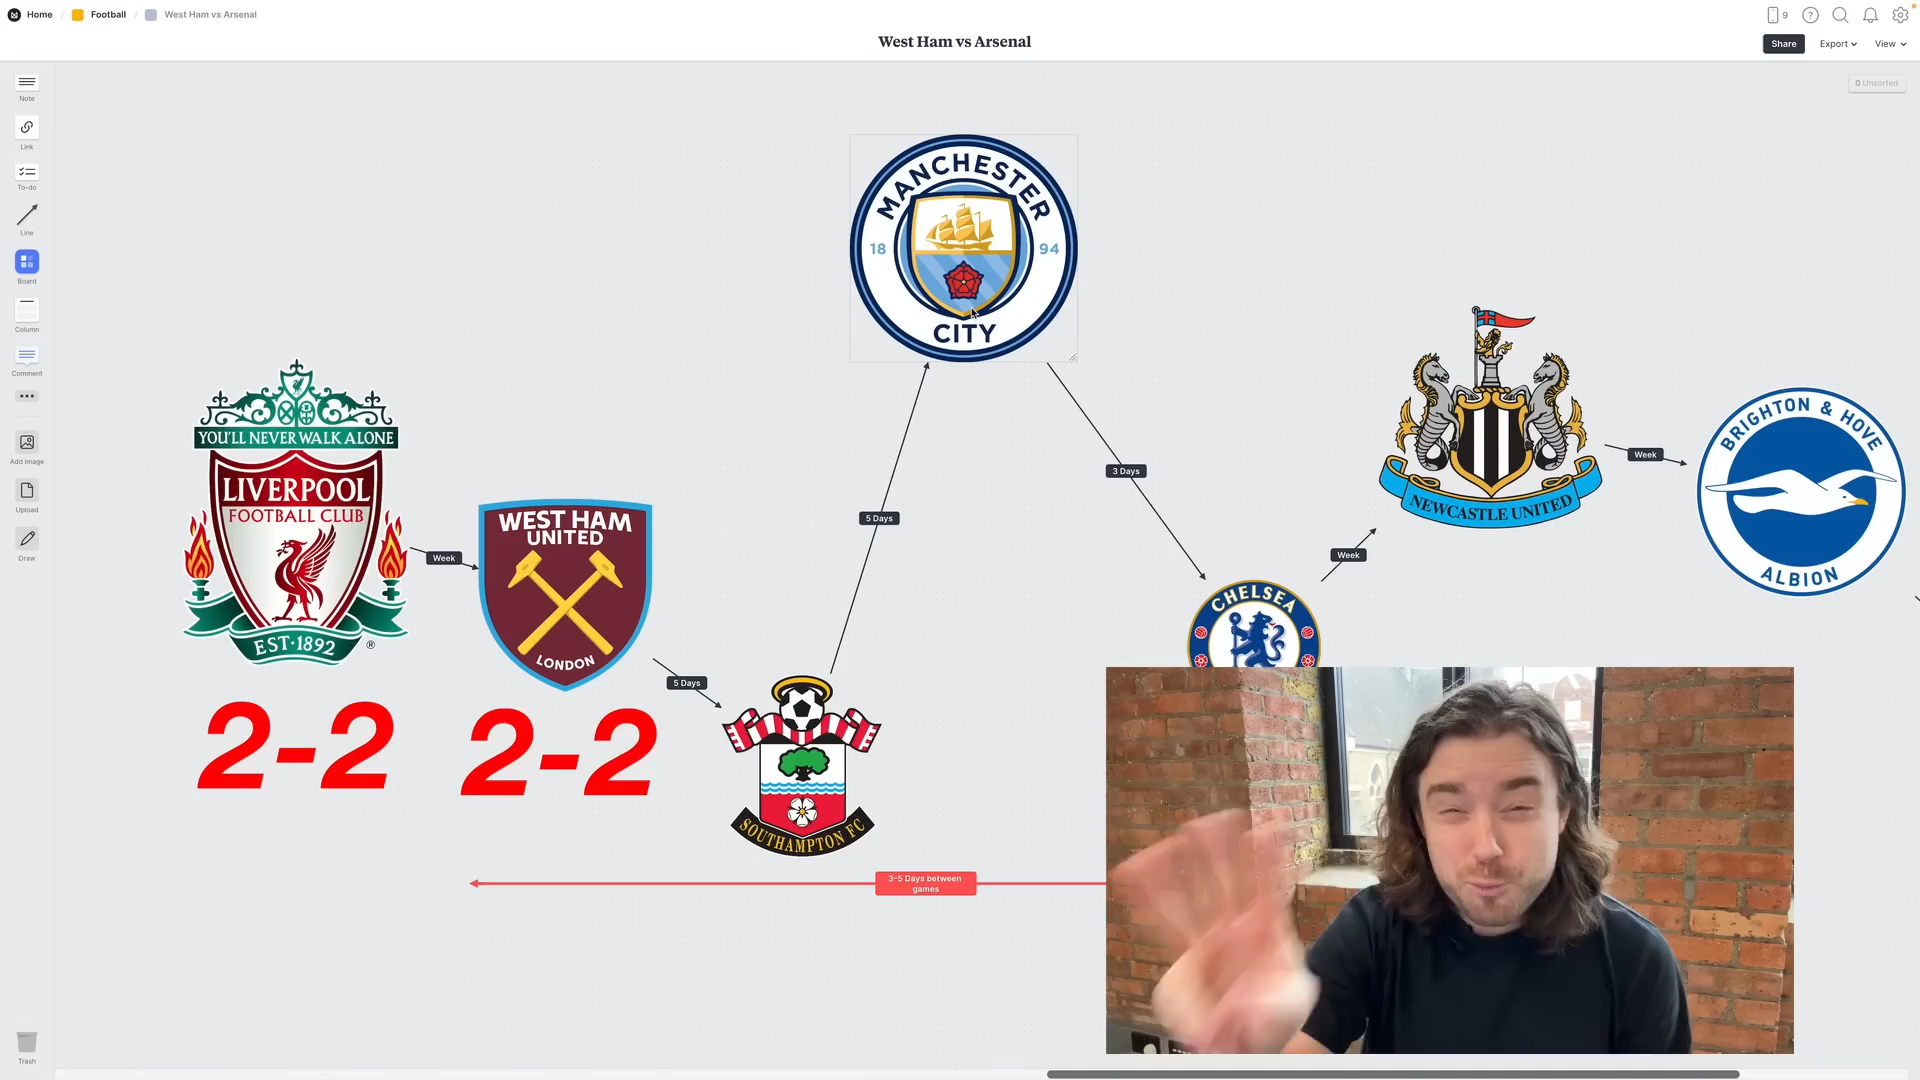 Home / Football / West Ham vs Arsenal
9
West Ham vs Arsenal
Share
Export
View
0 Unsorted
Note
Link
To-do
Line
Board
Column
Comment
Add image
Upload
Draw
Trash
MANCHESTER
18 94
CITY
YOU'LL NEVER WALK ALONE
LIVERPOOL
FOOTBALL CLUB
EST·1892
®
Week
WEST HAM
UNITED
LONDON
5 Days
SOUTHAMPTON FC
5 Days
3 Days
CHELSEA
Week
NEWCASTLE UNITED
Week
BRIGHTON & HOVE
ALBION
2-2
2-2
3-5 Days between
games